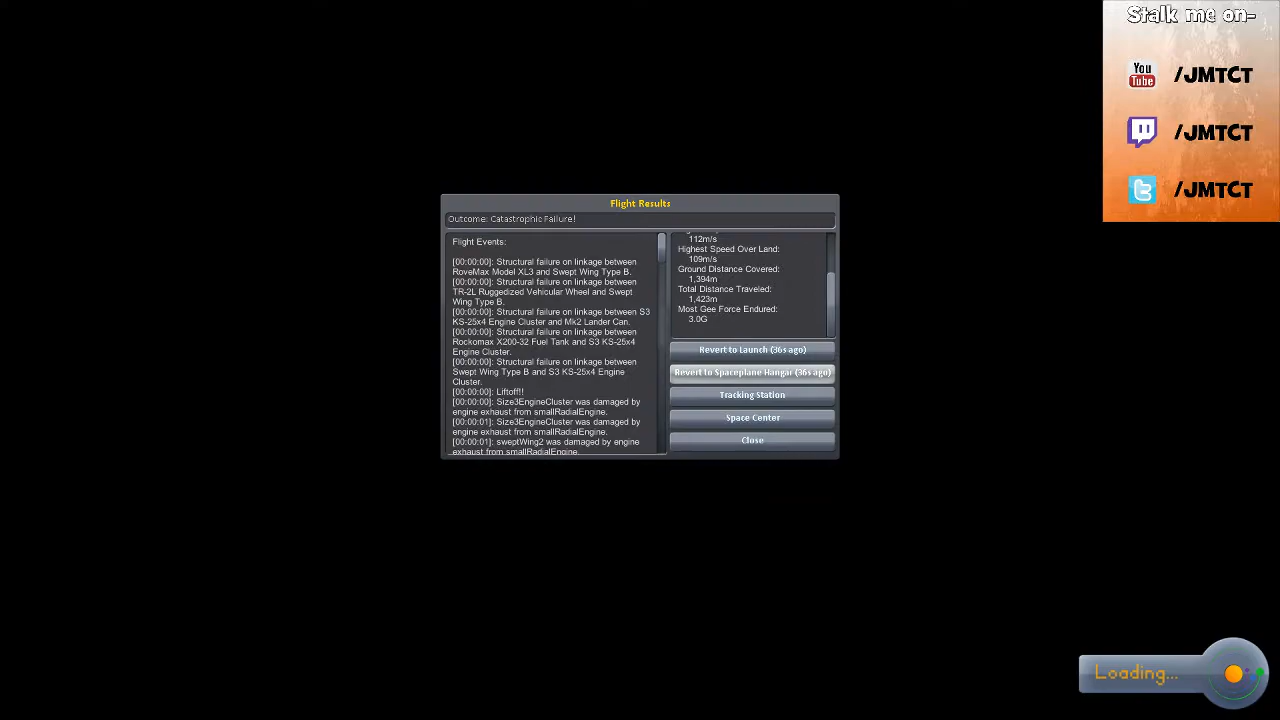 Stalk me on-
You
Tube
/JMTCT
/JMTCT
/JMTCT
Flight Results
Outcome: Catastrophic Failure!
Flight Events:
[00:00:00]: Structural failure on linkage between
RoveMax Model XL3 and Swept Wing Type B.
[00:00:00]: Structural failure on linkage between
TR-2L Ruggedized Vehicular Wheel and Swept
Wing Type B.
[00:00:00]: Structural failure on linkage between S3
KS-25x4 Engine Cluster and Mk2 Lander Can.
[00:00:00]: Structural failure on linkage between
Rockomax X200-32 Fuel Tank and S3 KS-25x4
Engine Cluster.
[00:00:00]: Structural failure on linkage between
Swept Wing Type B and S3 KS-25x4 Engine
Cluster.
[00:00:00]: Liftoff!!
[00:00:00]: Size3EngineCluster was damaged by
engine exhaust from smallRadialEngine.
[00:00:01]: Size3EngineCluster was damaged by
engine exhaust from smallRadialEngine.
[00:00:01]: sweptWing2 was damaged by engine
exhaust from smallRadialEngine.
112m/s
Highest Speed Over Land:
109m/s
Ground Distance Covered:
1,394m
Total Distance Traveled:
1,423m
Most Gee Force Endured:
3.0G
Revert to Launch (36s ago)
Revert to Spaceplane Hangar (36s ago)
Tracking Station
Space Center
Close
Loading...